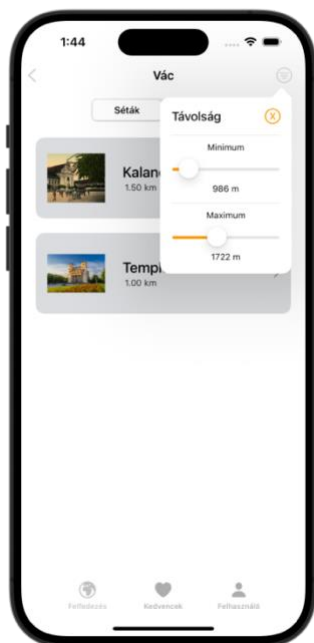 1:44
Vác
Séták
Távolság
X
Minimum
986 m
Maximum
1722 m
Kalan
1.50 km
Templ
1.00 km
Felfedezés
Kedvencek
Felhasználó